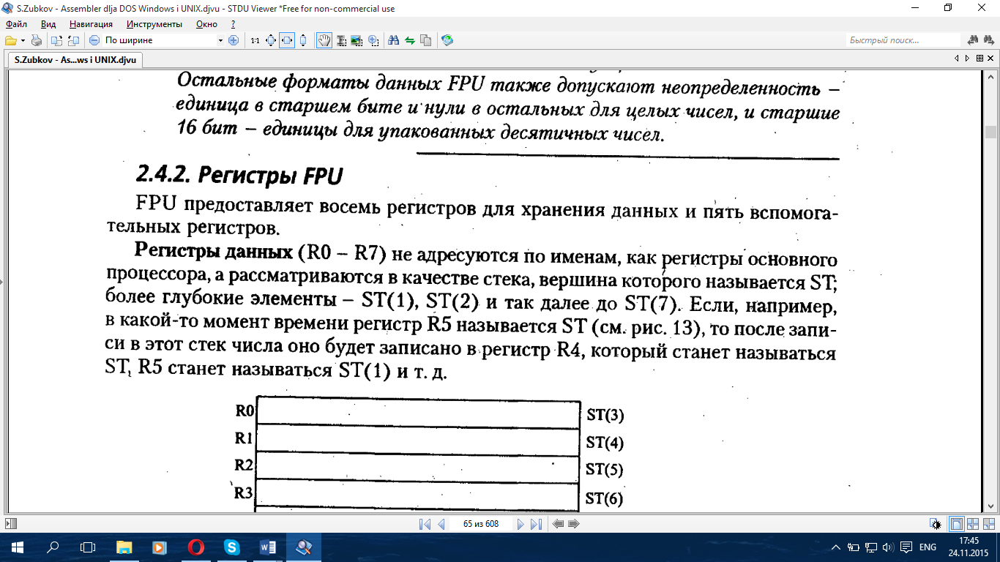 S.Zubkov - Assembler dlja DOS Windows i UNIX.djvu - STDU Viewer *Free for non-commercial use
Файл Вид Навигация Инструменты Окно ?
По ширине 1:1 Быстрый поиск...
S.Zubkov - As...ws i UNIX.djvu
Остальные форматы данных FPU также допускают неопределенность –
единица в старшем бите и нули в остальных для целых чисел, и старшие
16 бит – единицы для упакованных десятичных чисел.
2.4.2. Регистры FPU
FPU предоставляет восемь регистров для хранения данных и пять вспомога-
тельных регистров.
Регистры данных (R0 – R7) не адресуются по именам, как регистры основного
процессора, а рассматриваются в качестве стека, вершина которого называется ST;
более глубокие элементы – ST(1), ST(2) и так далее до ST(7). Если, например,
в какой-то момент времени регистр R5 называется ST (см. рис. 13), то после запи-
си в этот стек числа оно будет записано в регистр R4, который станет называться
ST, R5 станет называться ST(1) и т. д.
R0 ST(3)
R1 ST(4)
R2 ST(5)
R3 ST(6)
65 из 608
ENG
17:45
24.11.2015